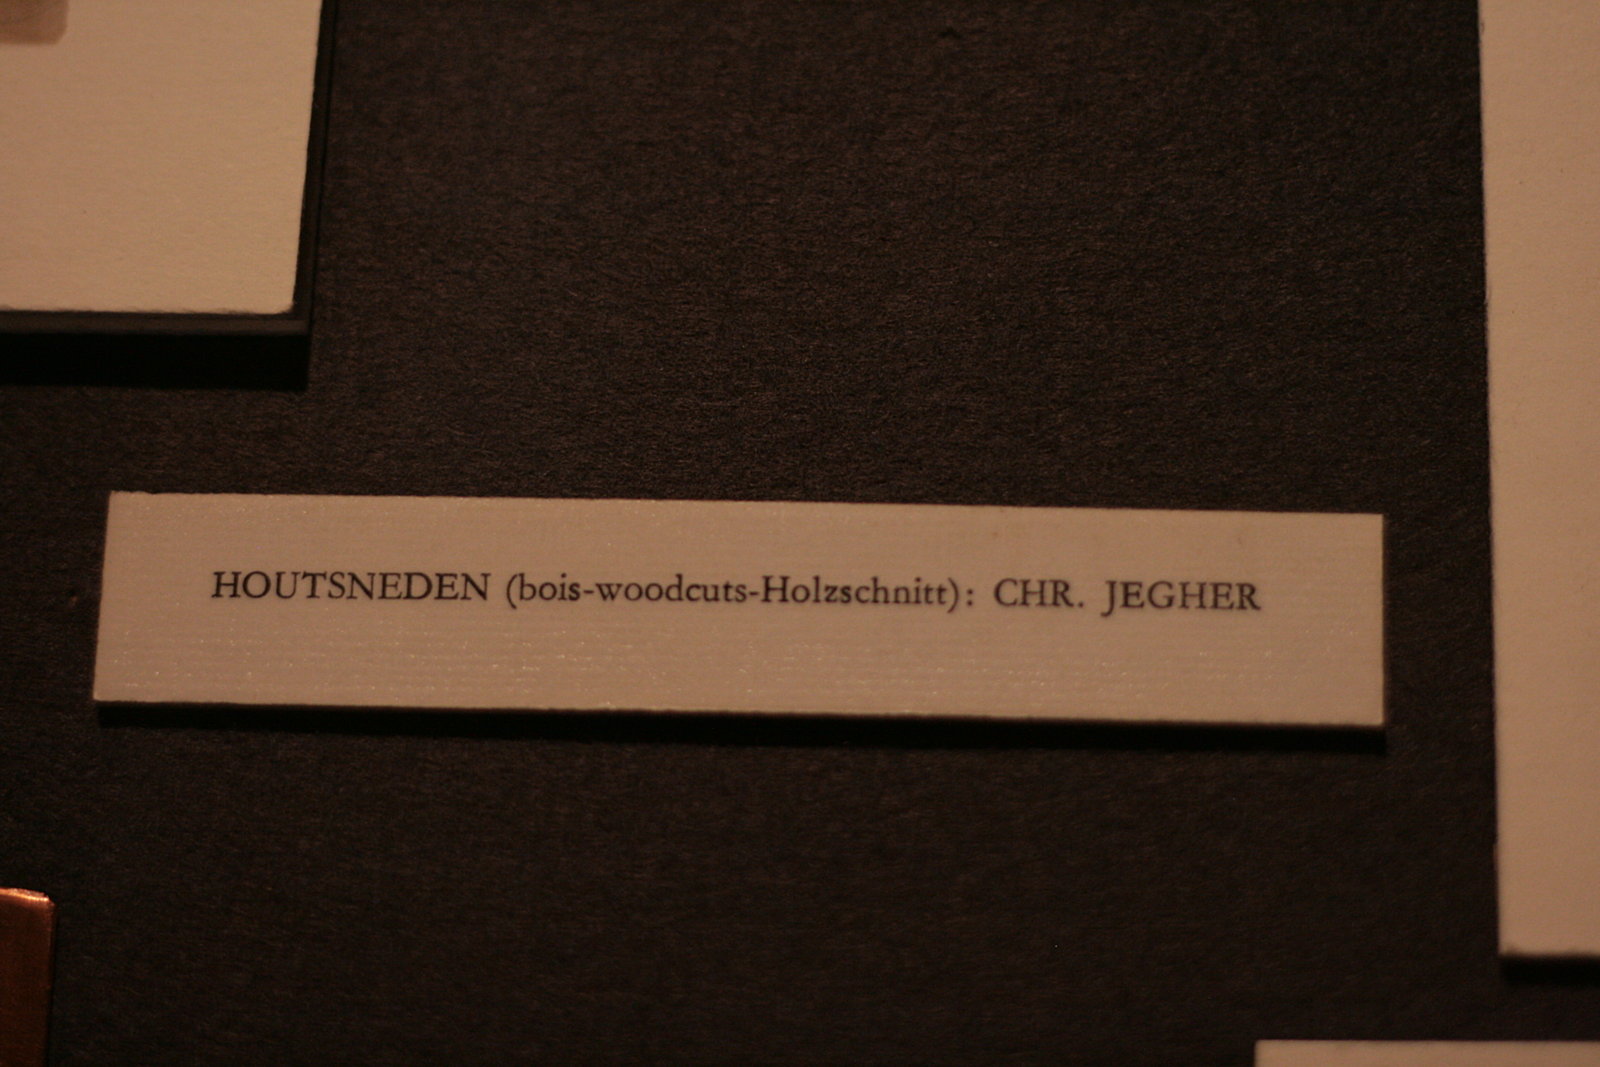 HOUTSNEDEN (bois-woodcuts-Holzschnitt): CHR. JEGHER